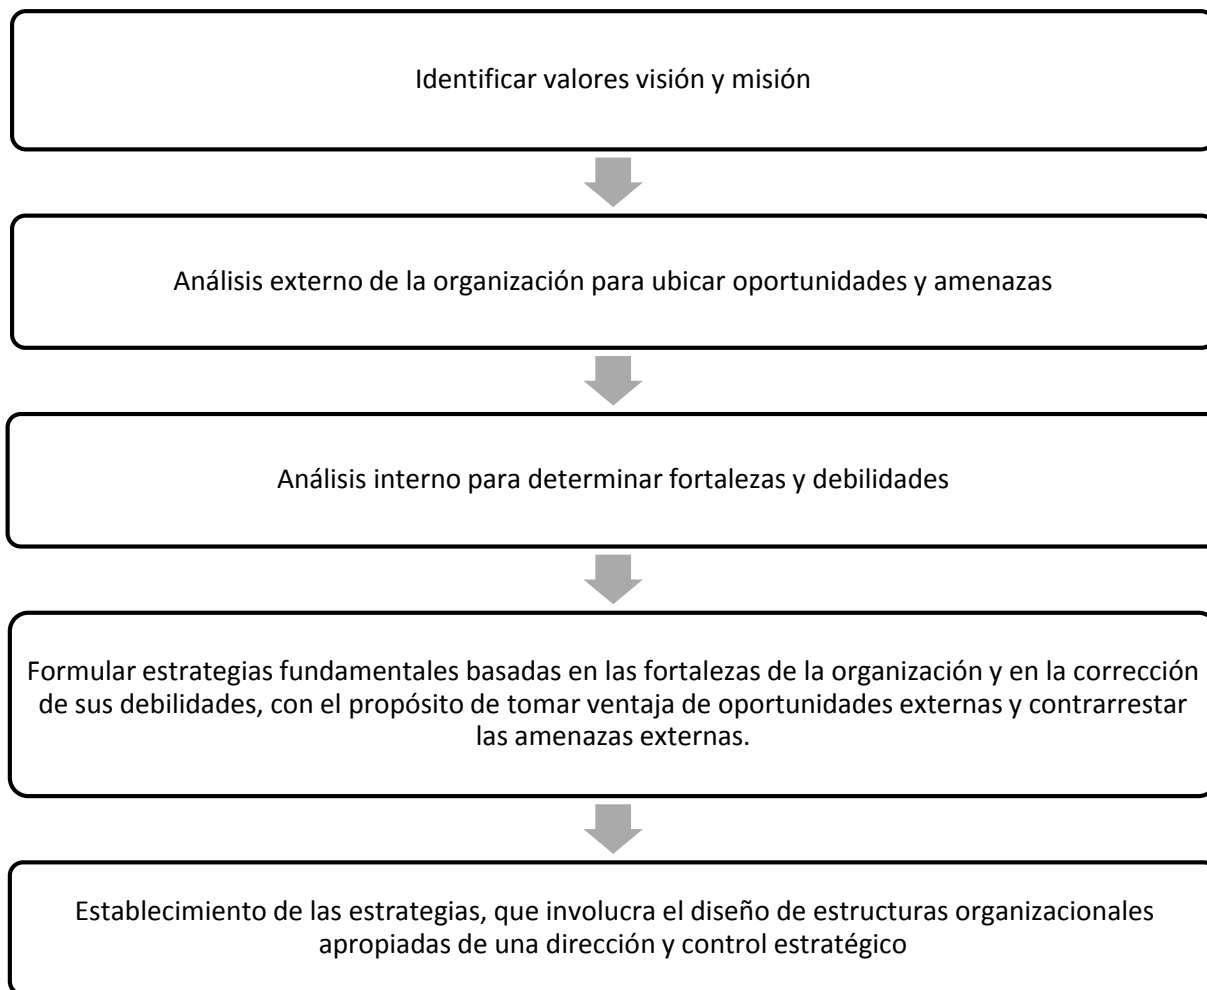 Identificar valores visión y misión
Análisis externo de la organización para ubicar oportunidades y amenazas
Análisis interno para determinar fortalezas y debilidades
Formular estrategias fundamentales basadas en las fortalezas de la organización y en la corrección
de sus debilidades, con el propósito de tomar ventaja de oportunidades externas y contrarrestar
las amenazas externas.
Establecimiento de las estrategias, que involucra el diseño de estructuras organizacionales
apropiadas de una dirección y control estratégico